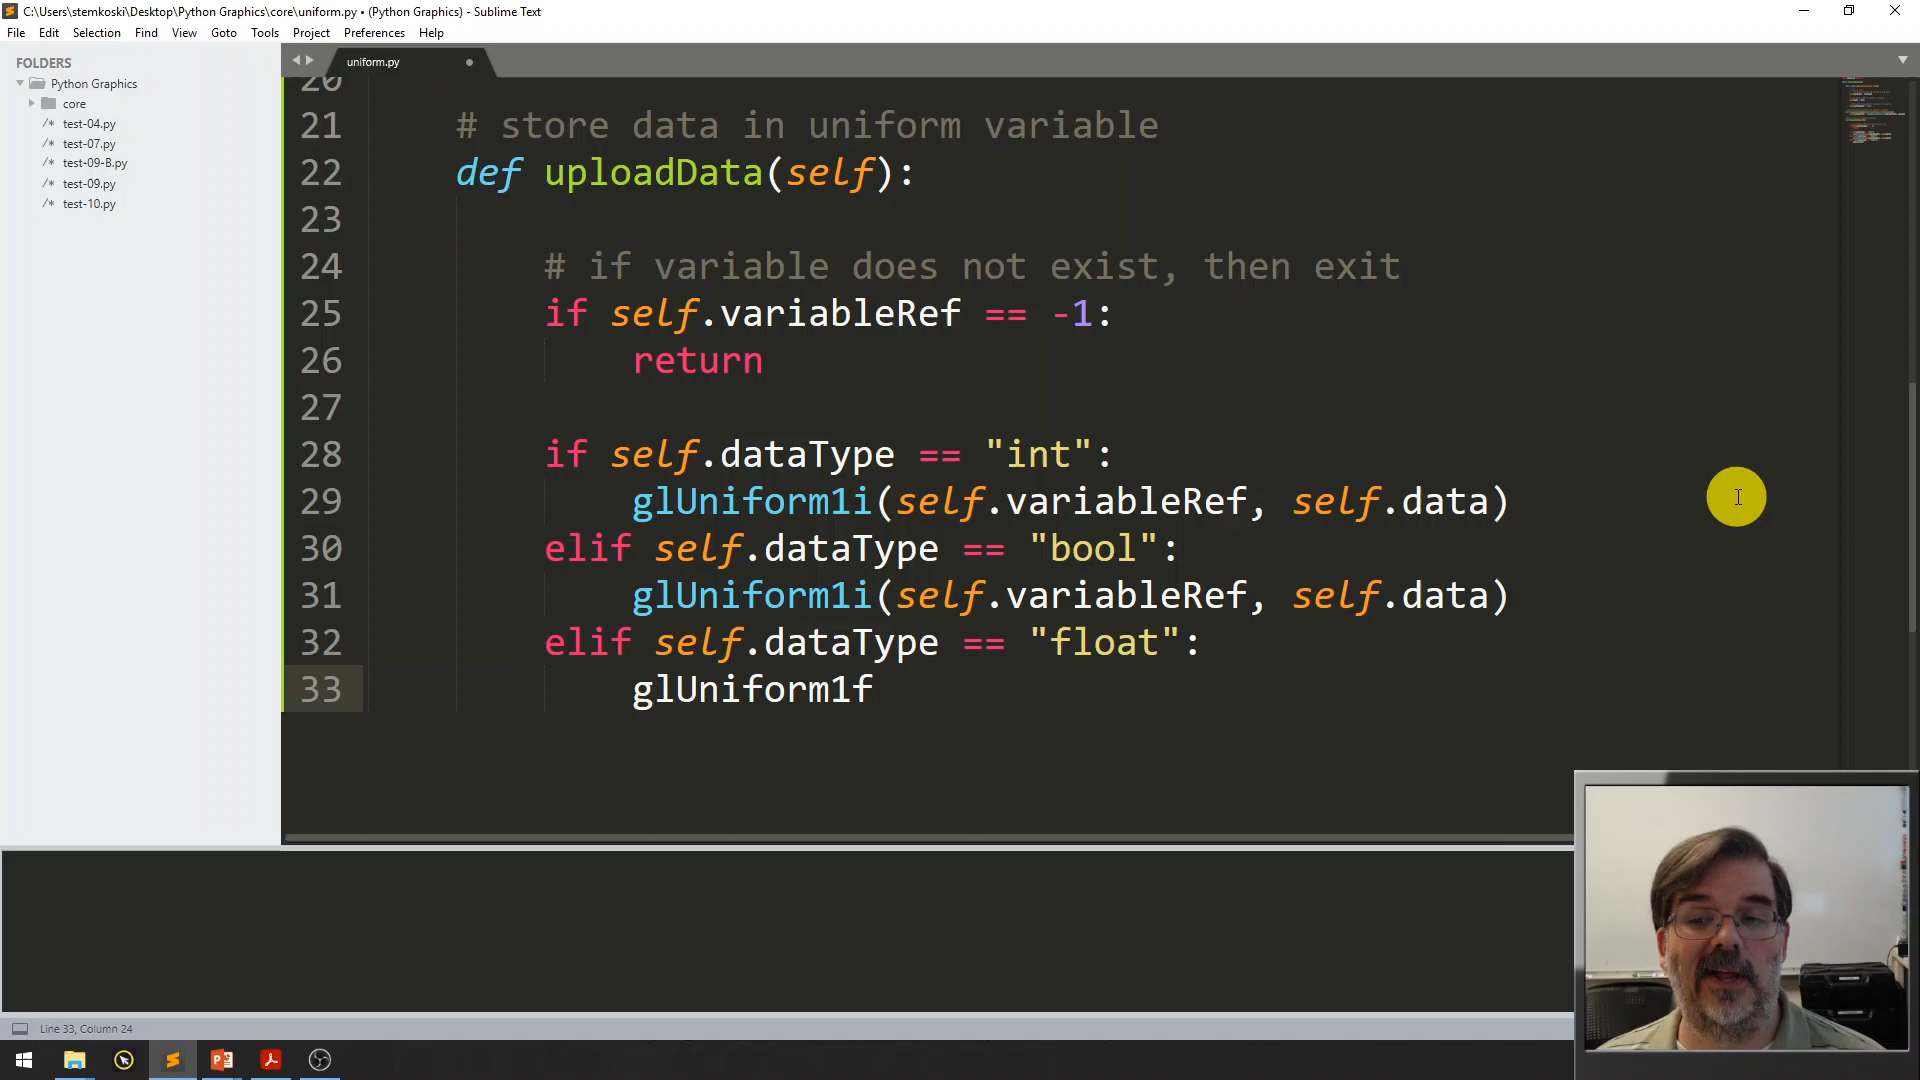 C:\Users\stemkoski\Desktop\Python Graphics\core\uniform.py • (Python Graphics) - Sublime Text
File Edit Selection Find View Goto Tools Project Preferences Help
FOLDERS
Python Graphics
core
/* test-04.py
/* test-07.py
/* test-09-B.py
/* test-09.py
/* test-10.py
uniform.py
20
21 # store data in uniform variable
22 def uploadData(self):
23
24 # if variable does not exist, then exit
25 if self.variableRef == -1:
26 return
27
28 if self.dataType == "int":
29 glUniform1i(self.variableRef, self.data)
30 elif self.dataType == "bool":
31 glUniform1i(self.variableRef, self.data)
32 elif self.dataType == "float":
33 glUniform1f
Line 33, Column 24